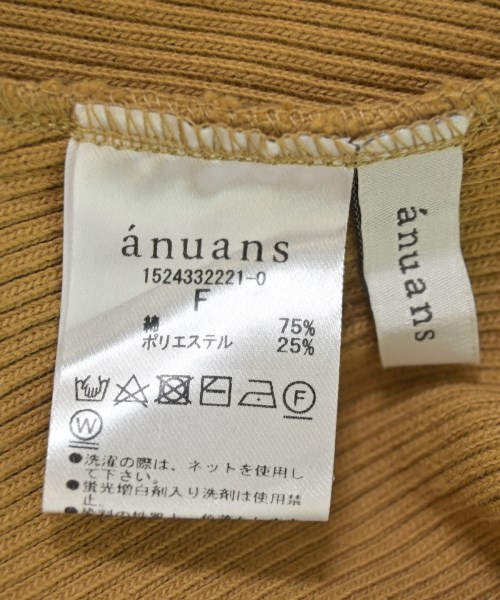 ánuans
1524332221-0
F
綿 75%
ポリエステル 25%
F
W
●洗濯の際は、ネットを使用し
て下さい。
●蛍光増白剤入り洗剤は使用禁
止。
ánuans